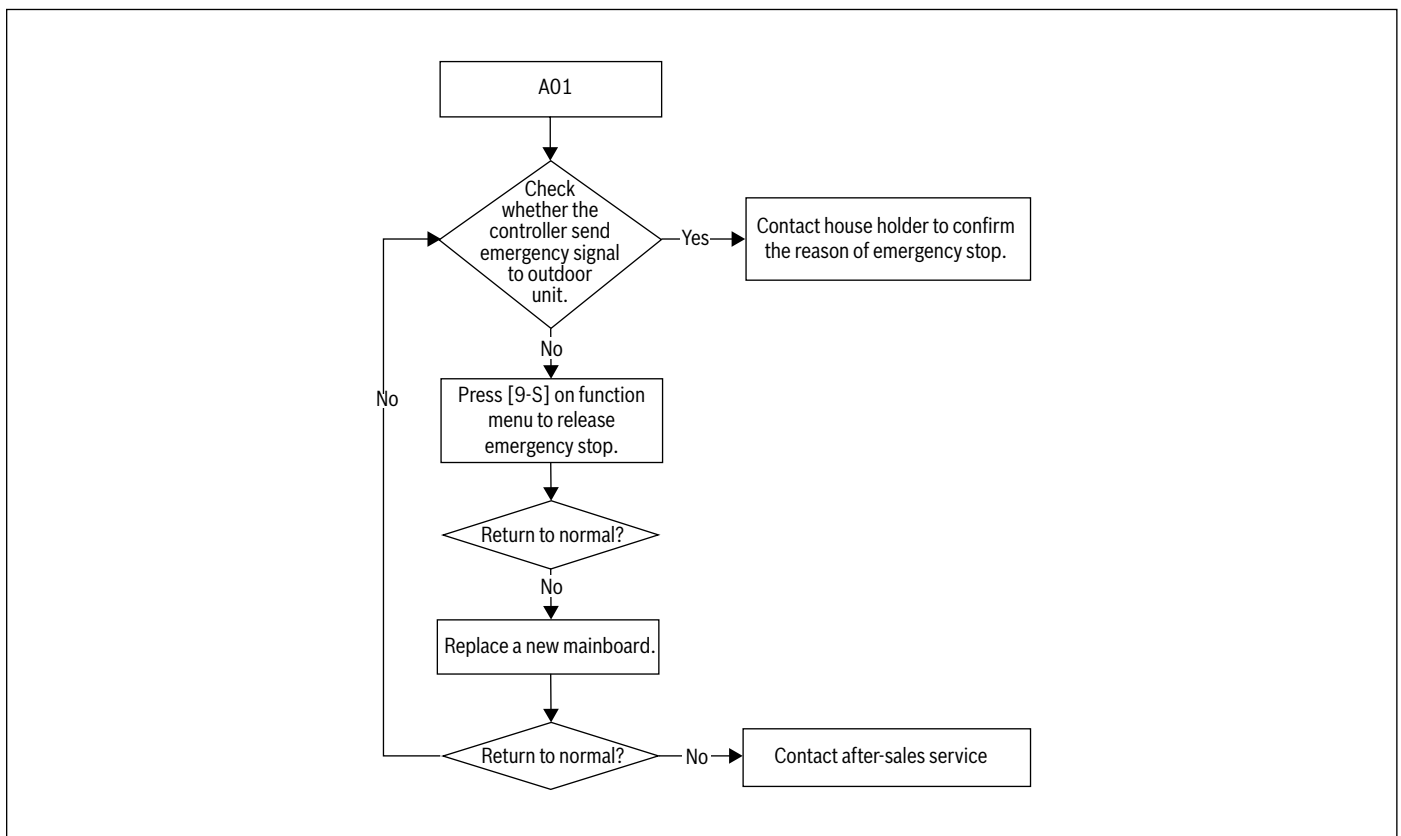 A01
Check
whether the
controller send
emergency signal
to outdoor
unit.
Yes
Contact house holder to confirm
the reason of emergency stop.
No
Press [9-S] on function
menu to release
emergency stop.
No
Return to normal?
No
Replace a new mainboard.
Return to normal?
No
Contact after-sales service